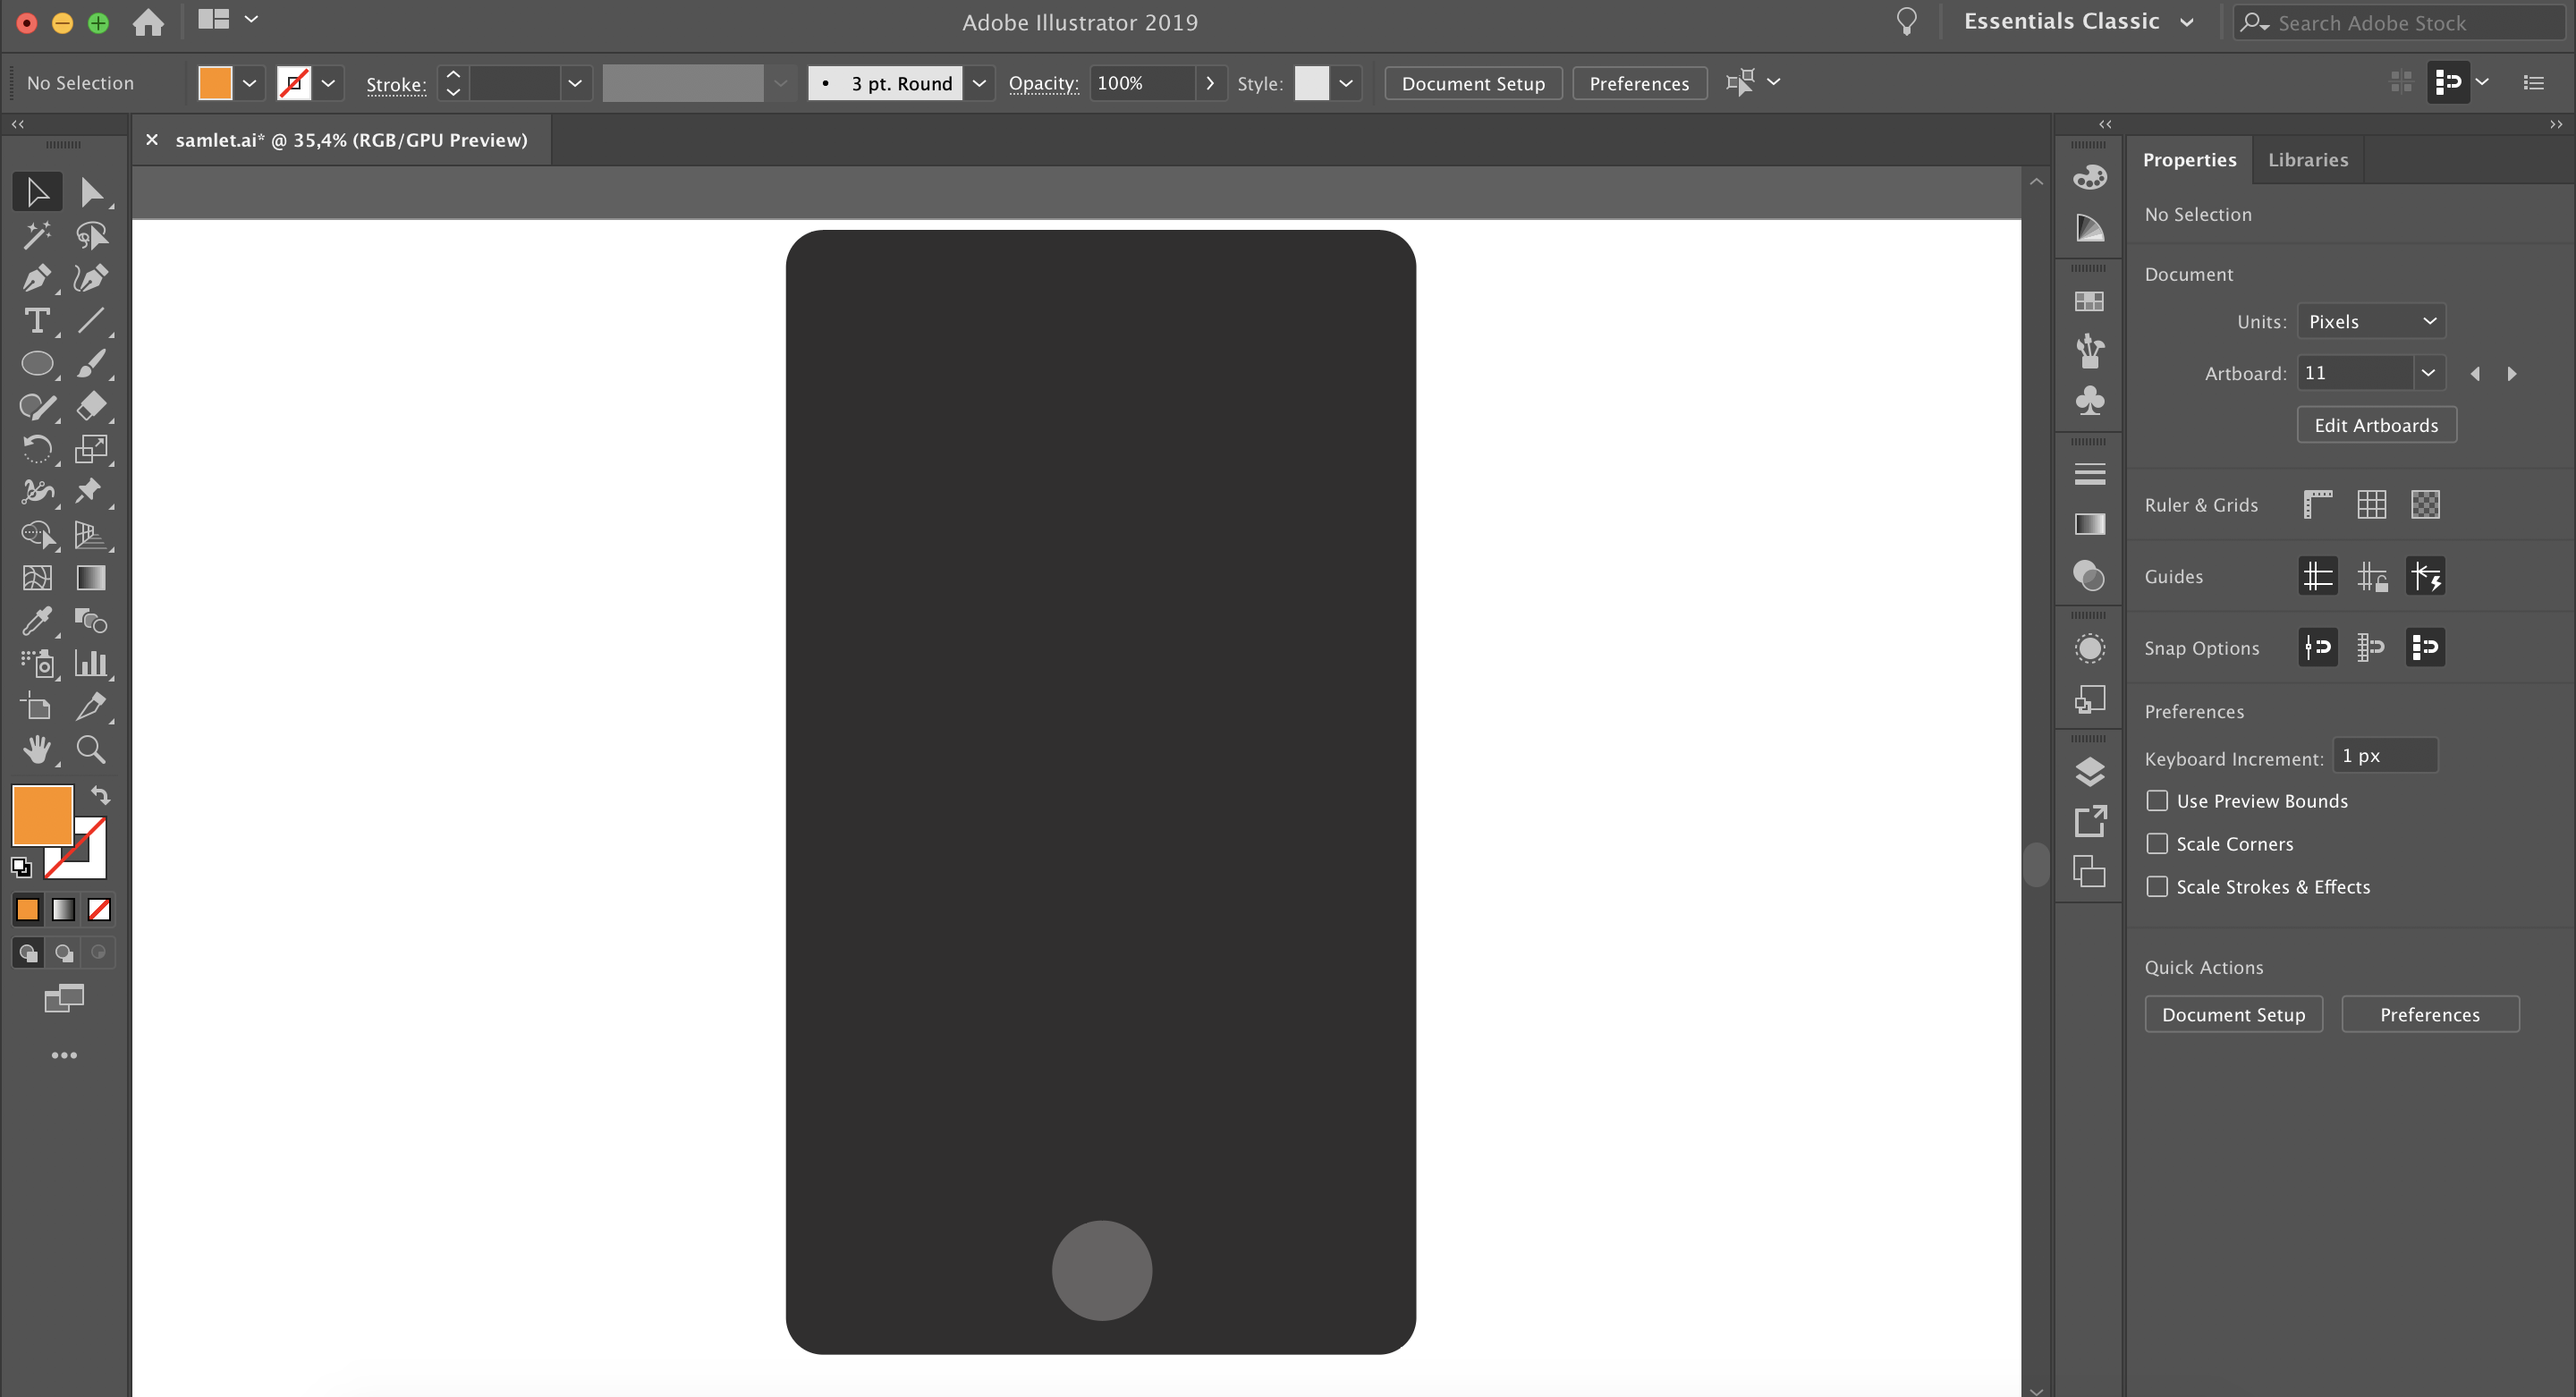 Adobe Illustrator 2019
Essentials Classic
Search Adobe Stock
No Selection
Stroke:
3 pt. Round
Opacity:
100%
Style:
Document Setup
Preferences
samlet.ai* @ 35,4% (RGB/GPU Preview)
Properties
Libraries
No Selection
Document
Units:
Pixels
Artboard:
11
Edit Artboards
Ruler & Grids
Guides
Snap Options
Preferences
Keyboard Increment:
1 px
Use Preview Bounds
Scale Corners
Scale Strokes & Effects
Quick Actions
Document Setup
Preferences